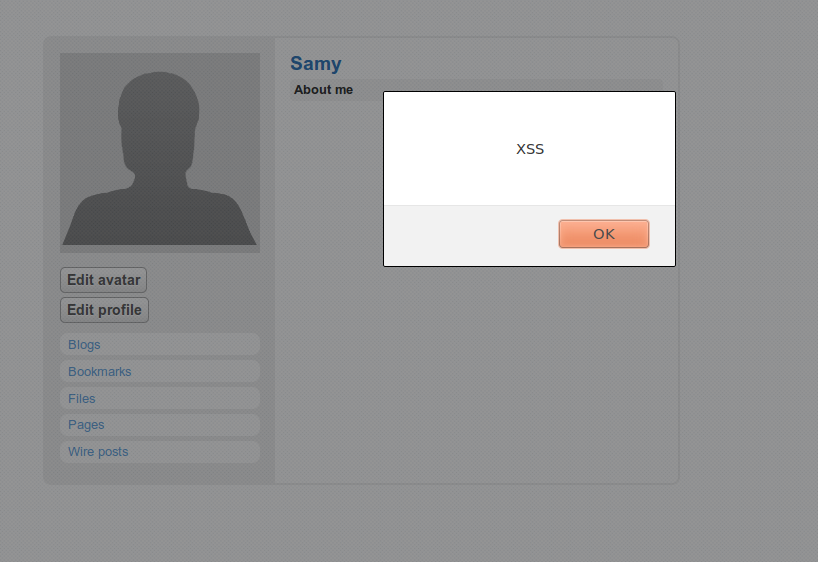 Samy
About me
XSS
OK
Edit avatar
Edit profile
Blogs
Bookmarks
Files
Pages
Wire posts